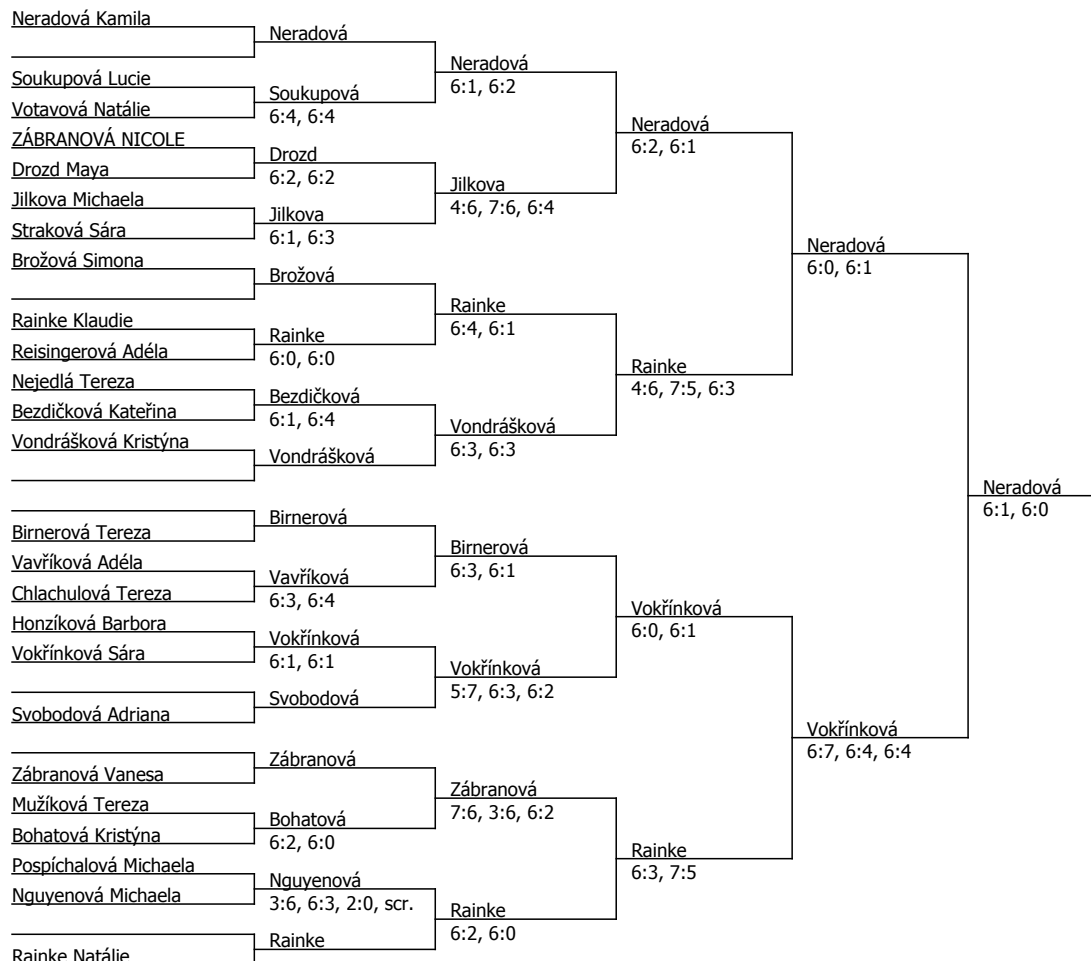 Neradová Kamila
Soukupová Lucie
Votavová Natálie
ZÁBRANOVÁ NICOLE
Drozd Maya
Jilkova Michaela
Straková Sára
Brožová Simona
Rainke Klaudie
Reisingerová Adéla
Nejedlá Tereza
Bezdičková Kateřina
Vondrášková Kristýna
Birnerová Tereza
Vavříková Adéla
Chlachulová Tereza
Honzíková Barbora
Vokřínková Sára
Svobodová Adriana
Zábranová Vanesa
Mužíková Tereza
Bohatová Kristýna
Pospíchalová Michaela
Nguyenová Michaela
Rainke Natálie
Neradová
Soukupová
6:4, 6:4
Drozd
6:2, 6:2
Jilkova
6:1, 6:3
Brožová
Rainke
6:0, 6:0
Bezdičková
6:1, 6:4
Vondrášková
Birnerová
Vavříková
6:3, 6:4
Vokřínková
6:1, 6:1
Svobodová
Zábranová
Bohatová
6:2, 6:0
Nguyenová
3:6, 6:3, 2:0, scr.
Rainke
Neradová
6:1, 6:2
Jilkova
4:6, 7:6, 6:4
Rainke
6:4, 6:1
Vondrášková
6:3, 6:3
Birnerová
6:3, 6:1
Vokřínková
5:7, 6:3, 6:2
Zábranová
7:6, 3:6, 6:2
Rainke
6:2, 6:0
Neradová
6:2, 6:1
Rainke
4:6, 7:5, 6:3
Vokřínková
6:0, 6:1
Rainke
6:3, 7:5
Neradová
6:0, 6:1
Vokřínková
6:7, 6:4, 6:4
Neradová
6:1, 6:0